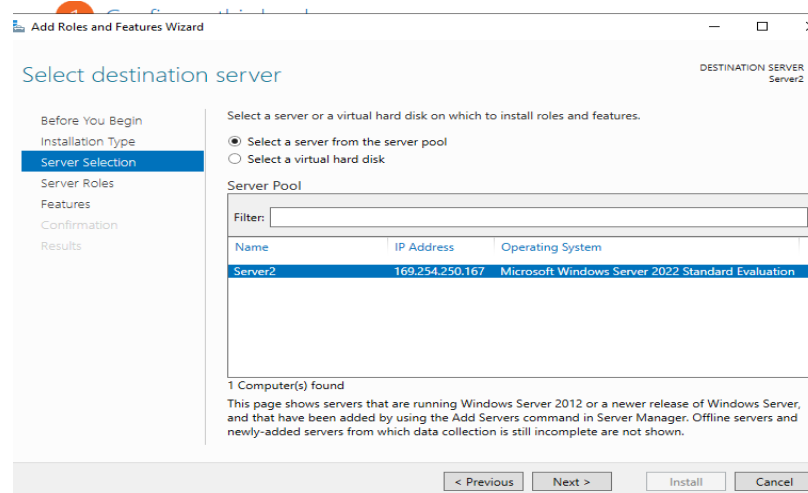 Add Roles and Features Wizard
Select destination server
DESTINATION SERVER
Server2
Before You Begin
Installation Type
Server Selection
Server Roles
Features
Confirmation
Results
Select a server or a virtual hard disk on which to install roles and features.
Select a server from the server pool
Select a virtual hard disk
Server Pool
Filter:
Name IP Address Operating System
Server2 169.254.250.167 Microsoft Windows Server 2022 Standard Evaluation
1 Computer(s) found
This page shows servers that are running Windows Server 2012 or a newer release of Windows Server,
and that have been added by using the Add Servers command in Server Manager. Offline servers and
newly-added servers from which data collection is still incomplete are not shown.
< Previous Next > Install Cancel